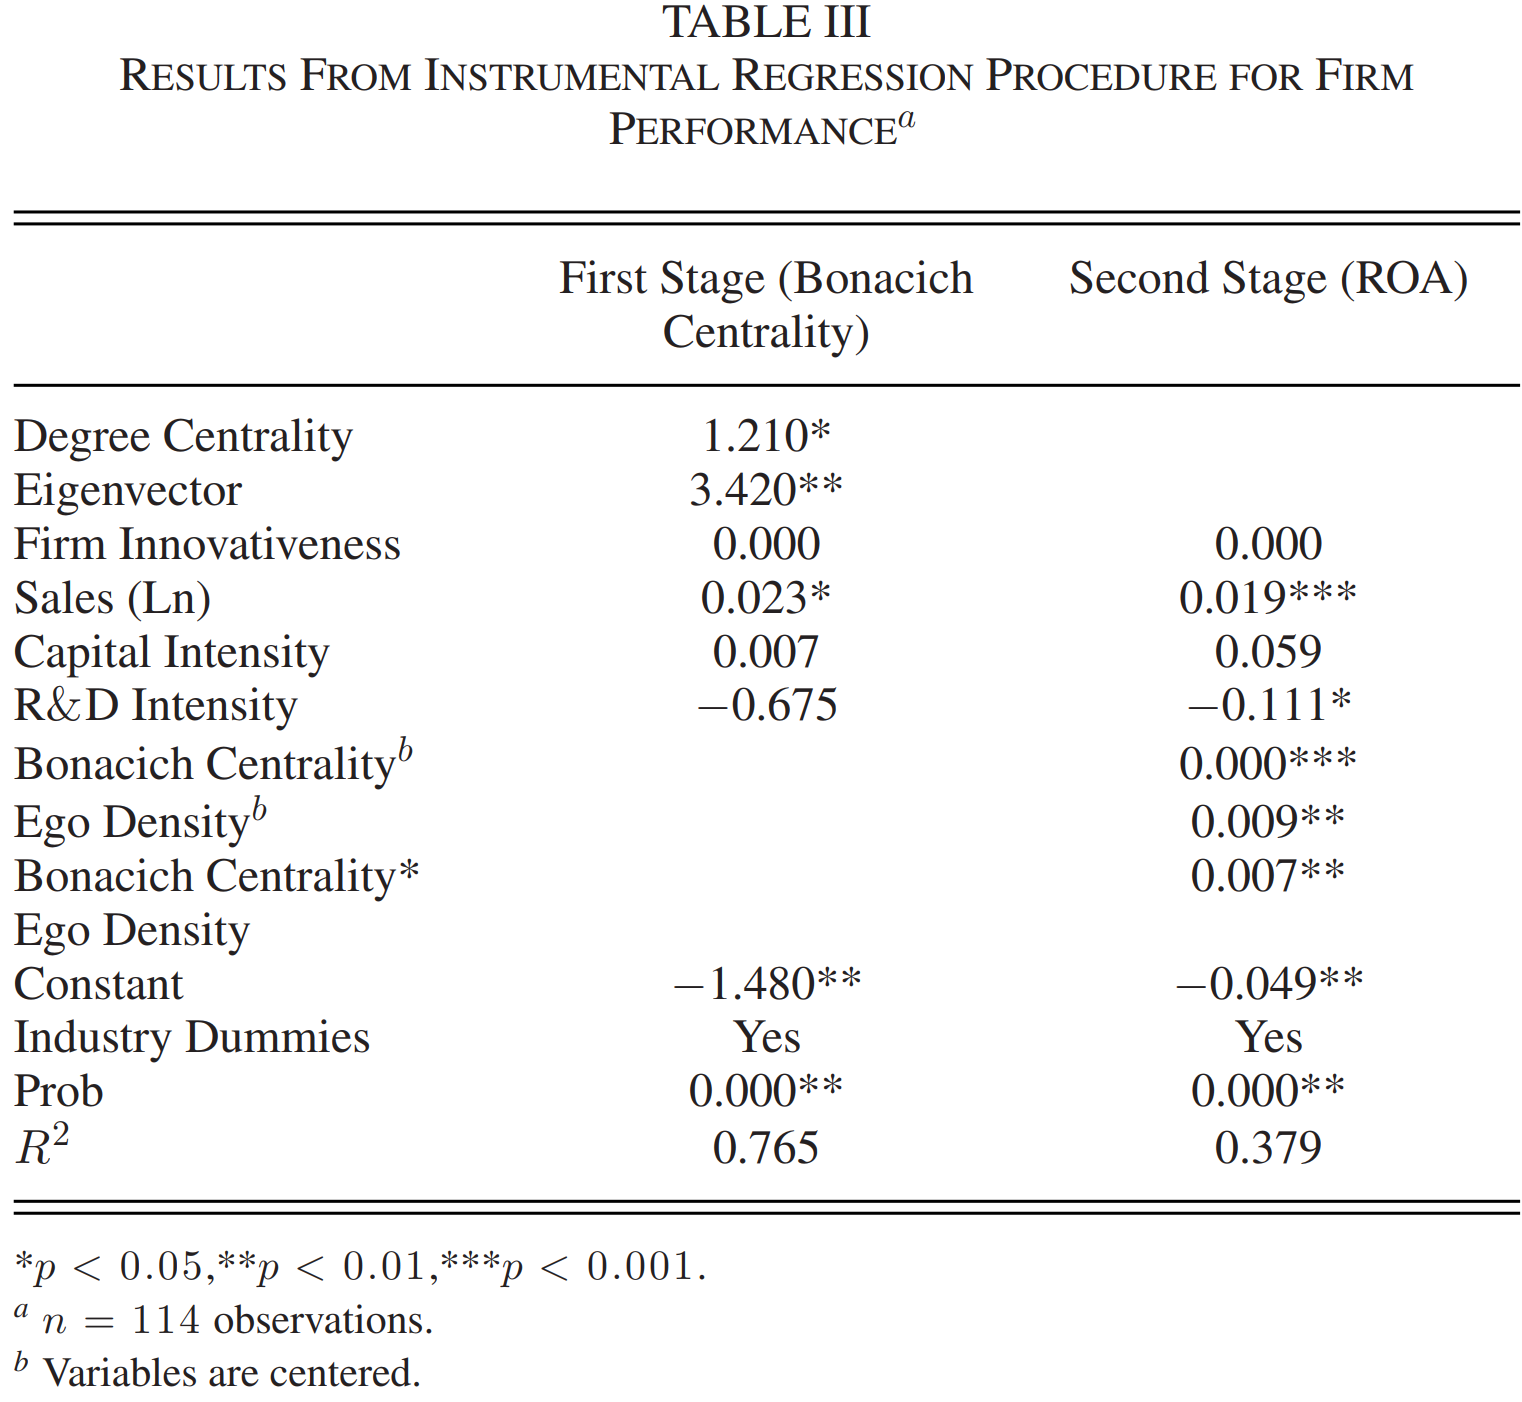 TABLE III
RESULTS FROM INSTRUMENTAL REGRESSION PROCEDURE FOR FIRM
PERFORMANCE^a
First Stage (Bonacich Second Stage (ROA)
Centrality)
Degree Centrality 1.210*
Eigenvector 3.420**
Firm Innovativeness 0.000 0.000
Sales (Ln) 0.023* 0.019***
Capital Intensity 0.007 0.059
R&D Intensity −0.675 −0.111*
Bonacich Centrality^b 0.000***
Ego Density^b 0.009**
Bonacich Centrality* 0.007**
Ego Density
Constant −1.480** −0.049**
Industry Dummies Yes Yes
Prob 0.000** 0.000**
R² 0.765 0.379
*p < 0.05,**p < 0.01,***p < 0.001.
^a n = 114 observations.
^b Variables are centered.